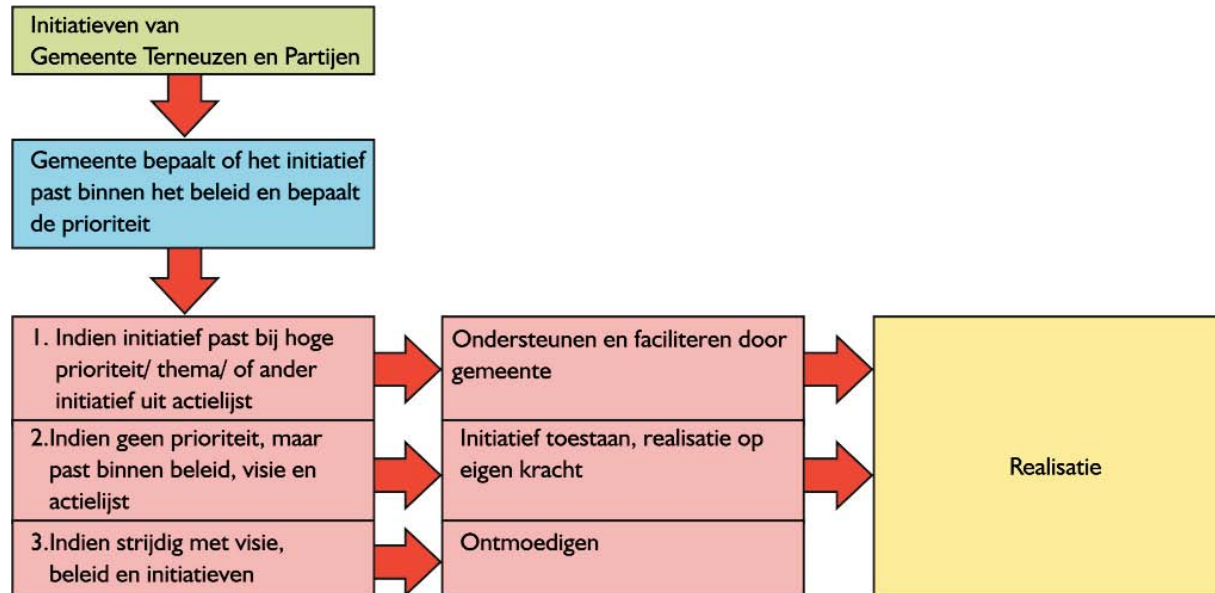 Initiatieven van
Gemeente Terneuzen en Partijen
Gemeente bepaalt of het initiatief
past binnen het beleid en bepaalt
de prioriteit
1. Indien initiatief past bij hoge
prioriteit/ thema/ of ander
initiatief uit actielijst
Ondersteunen en faciliteren door
gemeente
2.Indien geen prioriteit, maar
past binnen beleid, visie en
actielijst
Initiatief toestaan, realisatie op
eigen kracht
3.Indien strijdig met visie,
beleid en initiatieven
Ontmoedigen
Realisatie